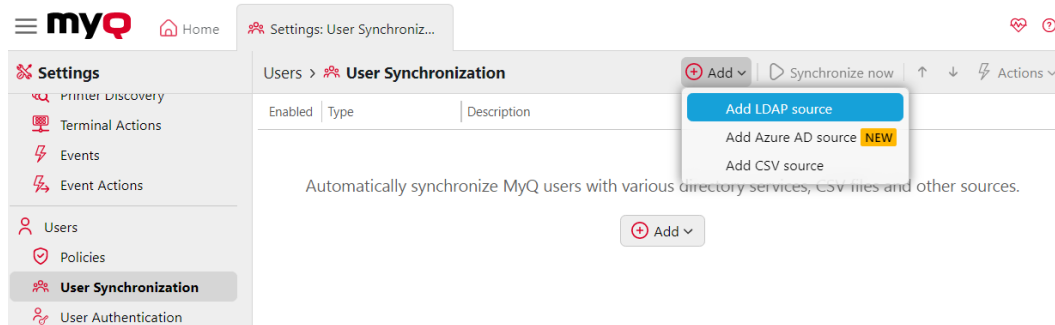 myQ
Home
Settings: User Synchroniz...
Settings
Users > User Synchronization
Add
Synchronize now
Actions
Printer Discovery
Terminal Actions
Events
Event Actions
Users
Policies
User Synchronization
User Authentication
Enabled Type Description
Add LDAP source
Add Azure AD source NEW
Add CSV source
Automatically synchronize MyQ users with various directory services, CSV files and other sources.
Add